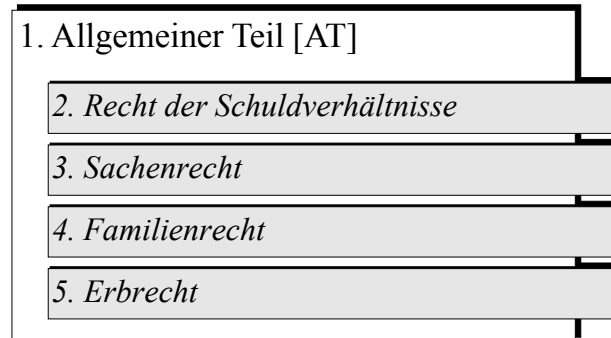 1. Allgemeiner Teil [AT]
2. Recht der Schuldverhältnisse
3. Sachenrecht
4. Familienrecht
5. Erbrecht